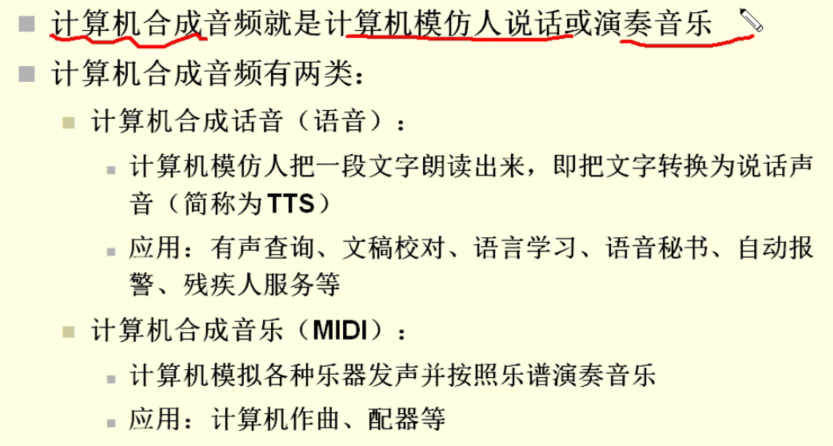 计算机合成音频就是计算机模仿人说话或演奏音乐
计算机合成音频有两类：
计算机合成话音（语音）：
计算机模仿人把一段文字朗读出来，即把文字转换为说话声
音（简称为TTS）
应用：有声查询、文稿校对、语言学习、语音秘书、自动报
警、残疾人服务等
计算机合成音乐（MIDI）：
计算机模拟各种乐器发声并按照乐谱演奏音乐
应用：计算机作曲、配器等